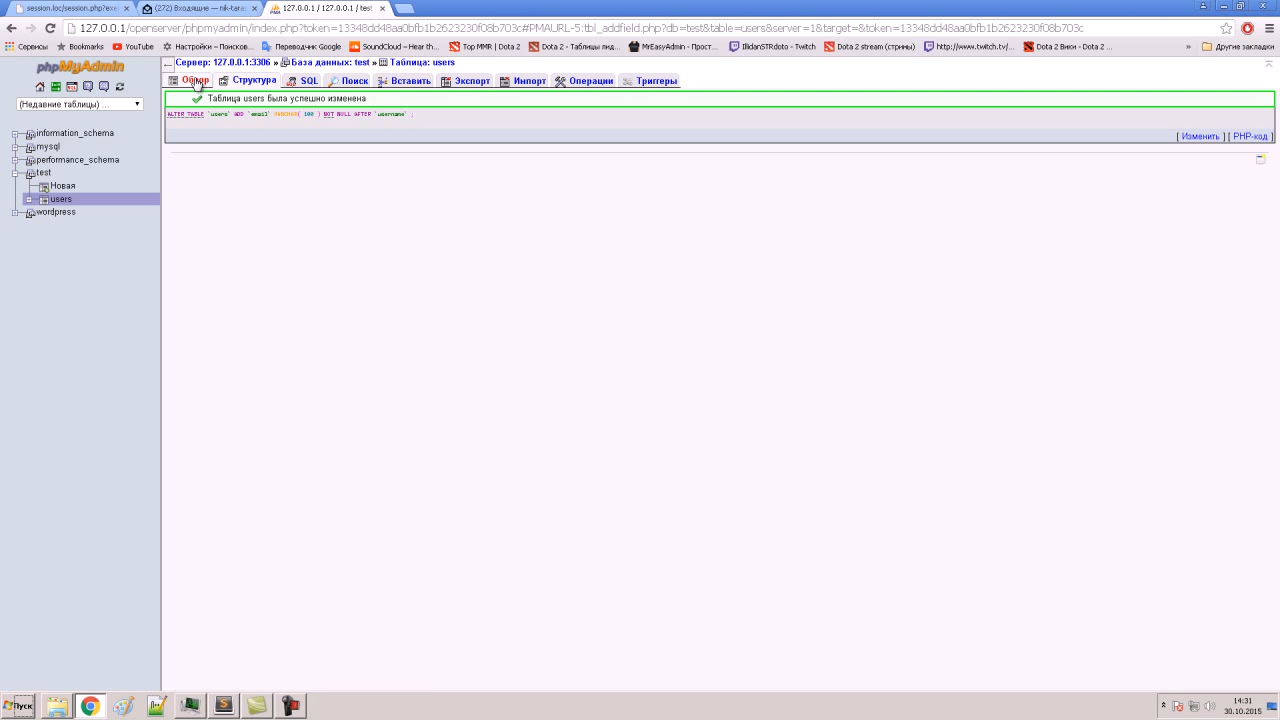 session.loc/session.php?exe
(272) Входящие — nik-tara
127.0.0.1 / 127.0.0.1 / test
127.0.0.1/openserver/phpmyadmin/index.php?token=13348dd48aa0bfb1b2623230f08b703c#PMAURL-5:tbl_addfield.php?db=test&table=users&server=1&target=&token=13348dd48aa0bfb1b2623230f08b703c
Сервисы Bookmarks YouTube Настройки – Поисков... Переводчик Google SoundCloud – Hear th... Top MMR | Dota 2 Dota 2 - Таблицы лид... MrEasyAdmin - Прост... IllidanSTRdota - Twitch Dota 2 stream (стримы) http://www.twitch.tv/ Dota 2 Вики - Dota 2 ... » Другие закладки
phpMyAdmin
(Недавние таблицы) ...
information_schema
mysql
performance_schema
test
Новая
users
wordpress
Сервер: 127.0.0.1:3306 » База данных: test » Таблица: users
Обзор Структура SQL Поиск Вставить Экспорт Импорт Операции Триггеры
Таблица users была успешно изменена
ALTER TABLE `users` ADD `email` VARCHAR( 100 ) NOT NULL AFTER `username` ;
[ Изменить ] [ PHP-код ]
Пуск
14:31
30.10.2015